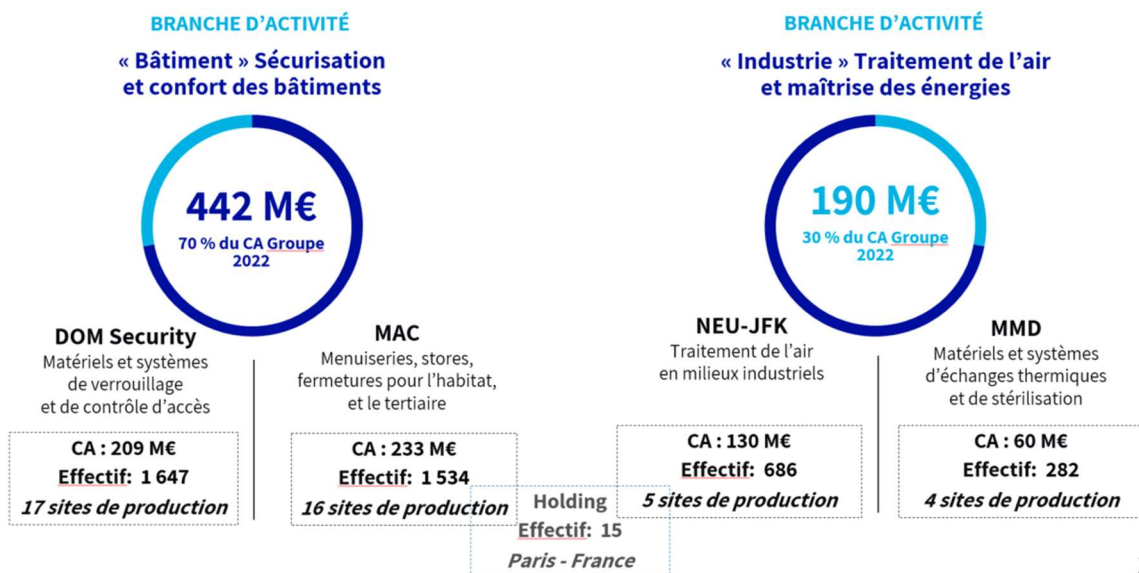 BRANCHE D’ACTIVITÉ
« Bâtiment » Sécurisation
et confort des bâtiments
442 M€
70 % du CA Groupe
2022
DOM Security
Matériels et systèmes
de verrouillage
et de contrôle d’accès
CA : 209 M€
Effectif: 1 647
17 sites de production
MAC
Menuiseries, stores,
fermetures pour l’habitat,
et le tertiaire
CA : 233 M€
Effectif: 1 534
16 sites de production
BRANCHE D’ACTIVITÉ
« Industrie » Traitement de l’air
et maîtrise des énergies
190 M€
30 % du CA Groupe
2022
NEU-JFK
Traitement de l’air
en milieux industriels
CA : 130 M€
Effectif: 686
5 sites de production
MMD
Matériels et systèmes
d’échanges thermiques
et de stérilisation
CA : 60 M€
Effectif: 282
4 sites de production
Holding
Effectif: 15
Paris - France